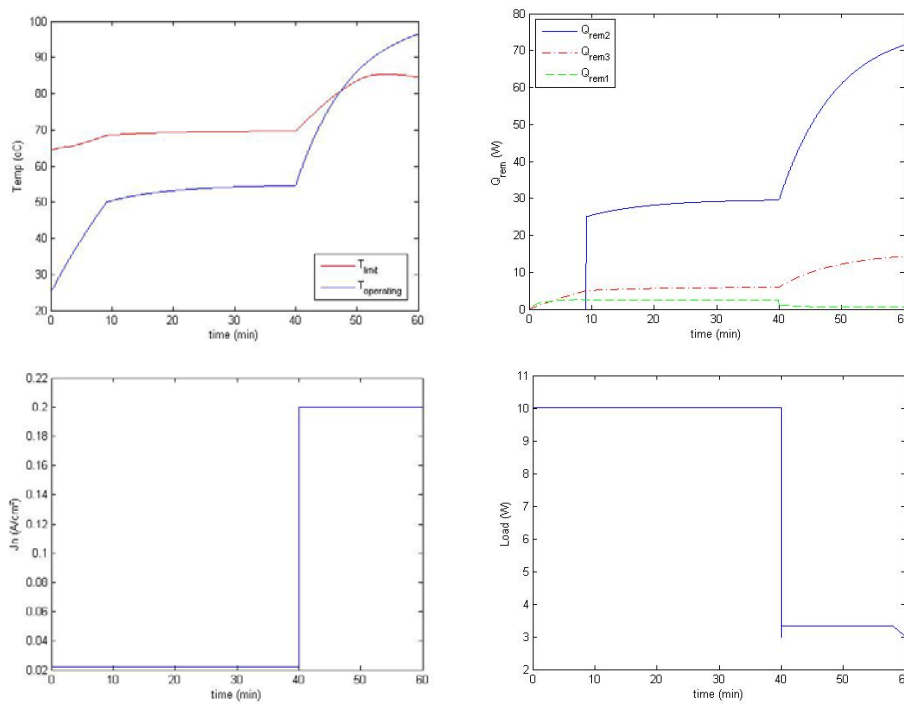 100
90
80
70
60
50
40
30
20
Temp (oC)
T_limit
T_operating
0 10 20 30 40 50 60
time (min)
80
70
60
50
40
30
20
10
0
Q_rem (W)
Q_rem2
Q_rem3
Q_rem1
0 10 20 30 40 50 60
time (min)
0.22
0.2
0.18
0.16
0.14
0.12
0.1
0.08
0.06
0.04
0.02
Jn (A/cm²)
0 10 20 30 40 50 60
time (min)
11
10
9
8
7
6
5
4
3
2
Load (W)
0 10 20 30 40 50 60
time (min)